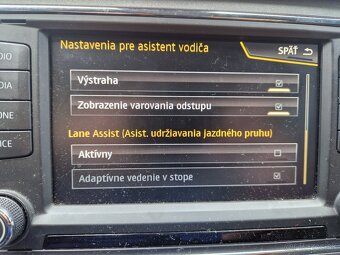 Nastavenia pre asistent vodiča
SPÄŤ
Výstraha
Zobrazenie varovania odstupu
Lane Assist (Asist. udržiavania jazdného pruhu)
Aktívny
Adaptívne vedenie v stope